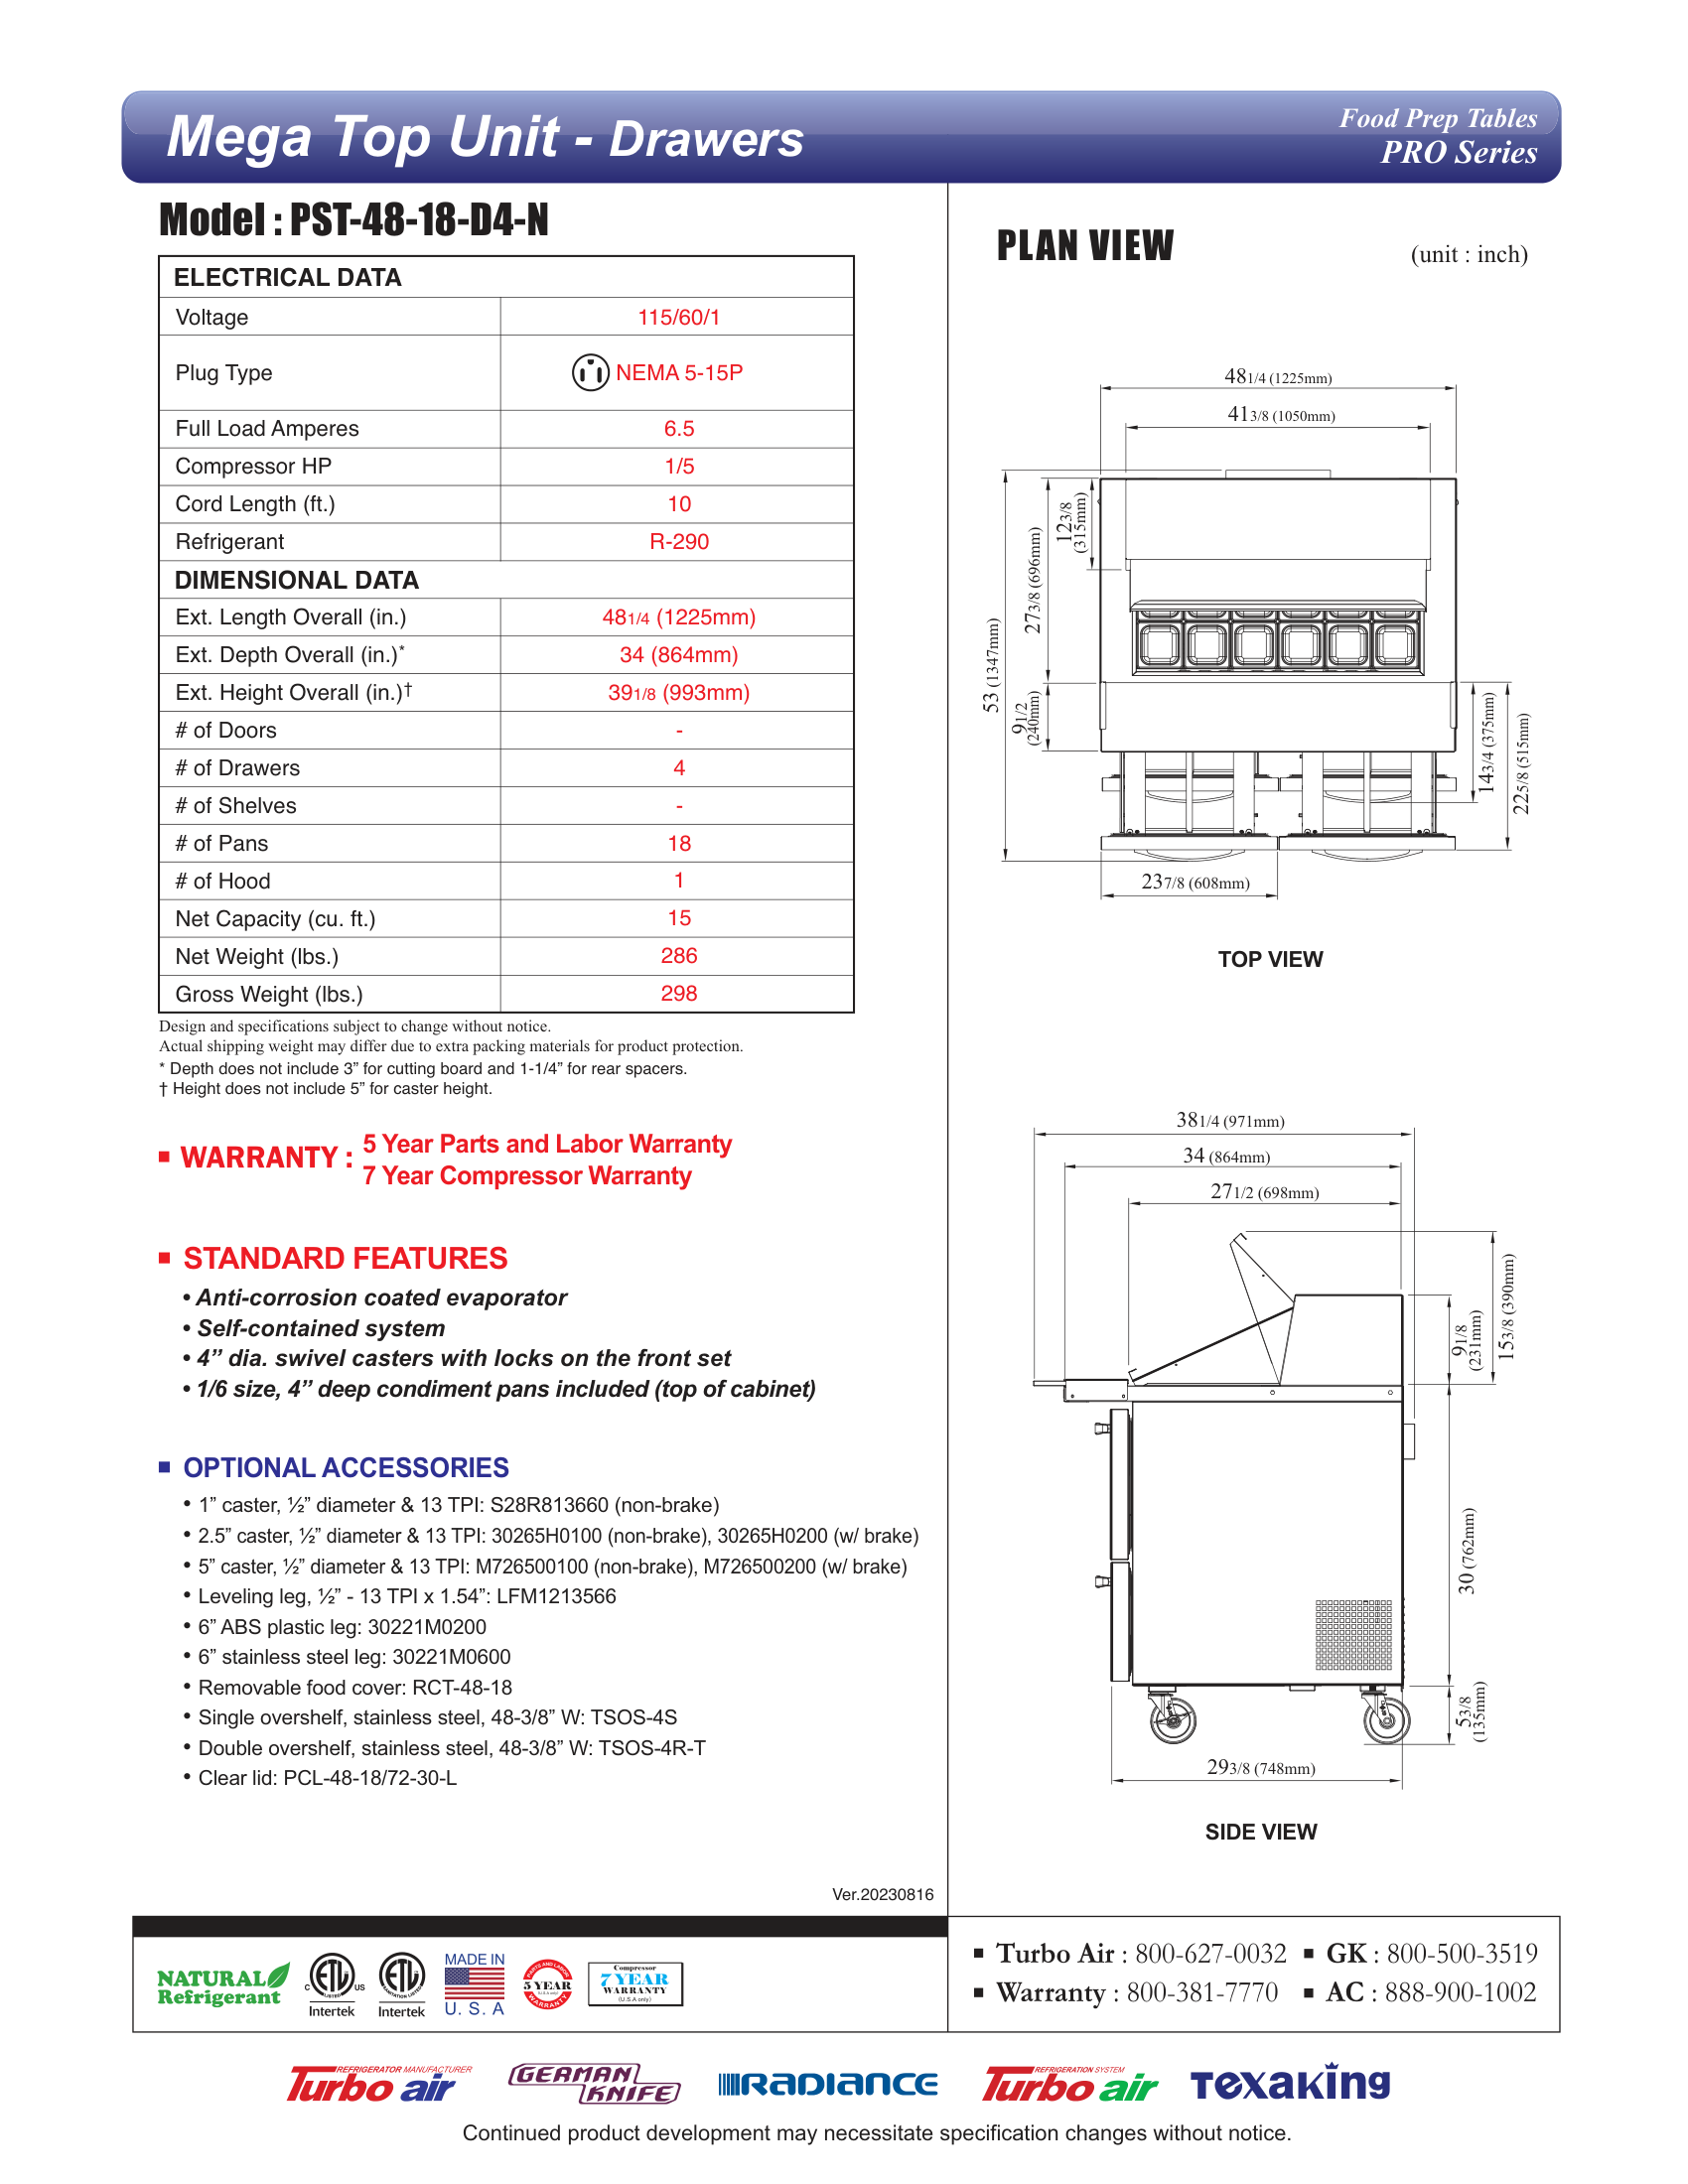 Mega Top Unit - Drawers
Food Prep Tables
PRO Series
Model : PST-48-18-D4-N
ELECTRICAL DATA
Voltage 115/60/1
Plug Type NEMA 5-15P
Full Load Amperes 6.5
Compressor HP 1/5
Cord Length (ft.) 10
Refrigerant R-290
DIMENSIONAL DATA
Ext. Length Overall (in.) 48 1/4 (1225mm)
Ext. Depth Overall (in.)* 34 (864mm)
Ext. Height Overall (in.)† 39 1/8 (993mm)
# of Doors -
# of Drawers 4
# of Shelves -
# of Pans 18
# of Hood 1
Net Capacity (cu. ft.) 15
Net Weight (lbs.) 286
Gross Weight (lbs.) 298
Design and specifications subject to change without notice.
Actual shipping weight may differ due to extra packing materials for product protection.
* Depth does not include 3” for cutting board and 1-1/4” for rear spacers.
† Height does not include 5” for caster height.
■ WARRANTY : 5 Year Parts and Labor Warranty
7 Year Compressor Warranty
■ STANDARD FEATURES
• Anti-corrosion coated evaporator
• Self-contained system
• 4” dia. swivel casters with locks on the front set
• 1/6 size, 4” deep condiment pans included (top of cabinet)
■ OPTIONAL ACCESSORIES
• 1” caster, ½” diameter & 13 TPI: S28R813660 (non-brake)
• 2.5” caster, ½” diameter & 13 TPI: 30265H0100 (non-brake), 30265H0200 (w/ brake)
• 5” caster, ½” diameter & 13 TPI: M726500100 (non-brake), M726500200 (w/ brake)
• Leveling leg, ½” - 13 TPI x 1.54”: LFM1213566
• 6” ABS plastic leg: 30221M0200
• 6” stainless steel leg: 30221M0600
• Removable food cover: RCT-48-18
• Single overshelf, stainless steel, 48-3/8” W: TSOS-4S
• Double overshelf, stainless steel, 48-3/8” W: TSOS-4R-T
• Clear lid: PCL-48-18/72-30-L
Ver.20230816
PLAN VIEW
(unit : inch)
48 1/4 (1225mm)
41 3/8 (1050mm)
12 3/8
(315mm)
27 3/8 (696mm)
53 (1347mm)
9 1/2
(240mm)
14 3/4 (375mm)
22 5/8 (515mm)
23 7/8 (608mm)
TOP VIEW
38 1/4 (971mm)
34 (864mm)
27 1/2 (698mm)
9 1/8
(231mm)
15 3/8 (390mm)
30 (762mm)
5 3/8
(135mm)
29 3/8 (748mm)
SIDE VIEW
NATURAL
Refrigerant
C ETL US
LISTED
Intertek
ETL
SANITATION LISTED
Intertek
MADE IN
U. S. A
PARTS AND LABOR
5 YEAR
(U.S.A only)
WARRANTY
Compressor
7 YEAR
WARRANTY
(U.S.A only)
■ Turbo Air : 800-627-0032 ■ GK : 800-500-3519
■ Warranty : 800-381-7770 ■ AC : 888-900-1002
REFRIGERATOR MANUFACTURER
Turbo air
GERMAN
KNIFE
RADIANCE
REFRIGERATION SYSTEM
Turbo air
Texaking
Continued product development may necessitate specification changes without notice.